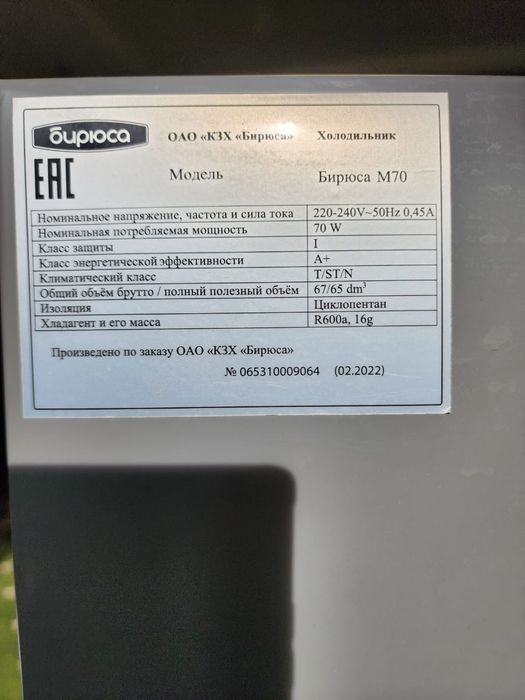 бирюса ОАО «КЗХ «Бирюса» Холодильник
EAC Модель Бирюса М70
Номинальное напряжение, частота и сила тока 220-240V~50Hz 0,45A
Номинальная потребляемая мощность 70 W
Класс защиты I
Класс энергетической эффективности A+
Климатический класс T/ST/N
Общий объём брутто / полный полезный объём 67/65 dm³
Изоляция Циклопентан
Хладагент и его масса R600a, 16g
Произведено по заказу ОАО «КЗХ «Бирюса»
№ 065310009064 (02.2022)